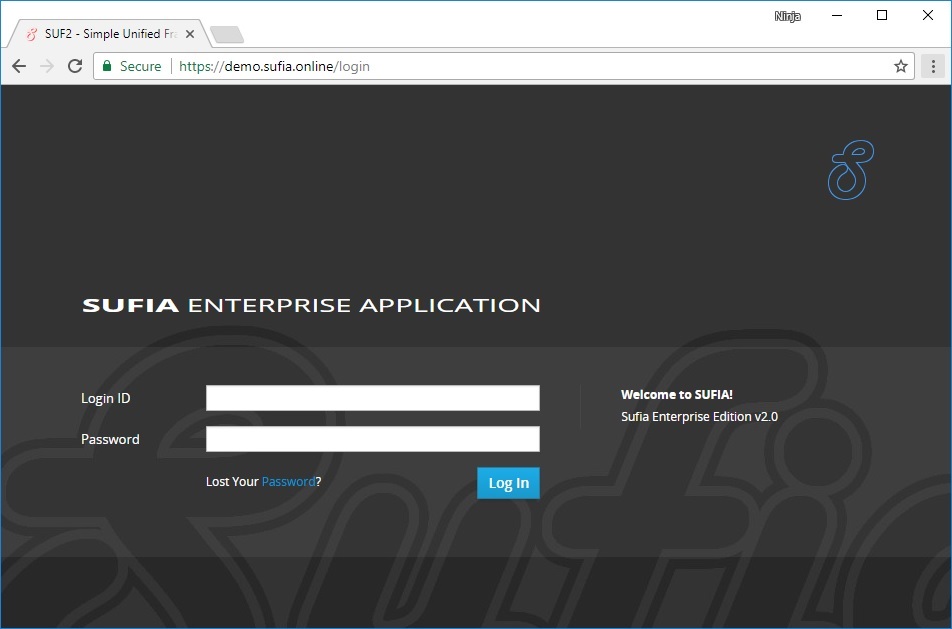 Ninja
SUF2 - Simple Unified Fra
Secure https://demo.sufia.online/login
SUFIA ENTERPRISE APPLICATION
Login ID
Password
Lost Your Password?
Log In
Welcome to SUFIA!
Sufia Enterprise Edition v2.0
Sufia